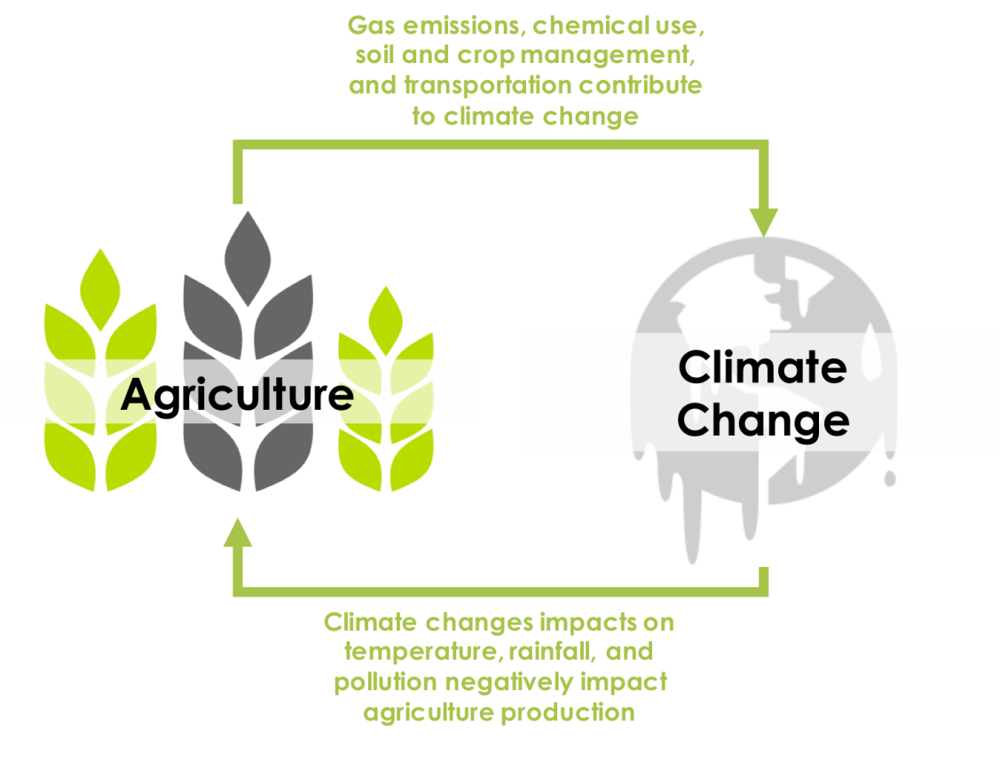 Gas emissions, chemical use,
soil and crop management,
and transportation contribute
to climate change
Agriculture
Climate
Change
Climate changes impacts on
temperature, rainfall, and
pollution negatively impact
agriculture production